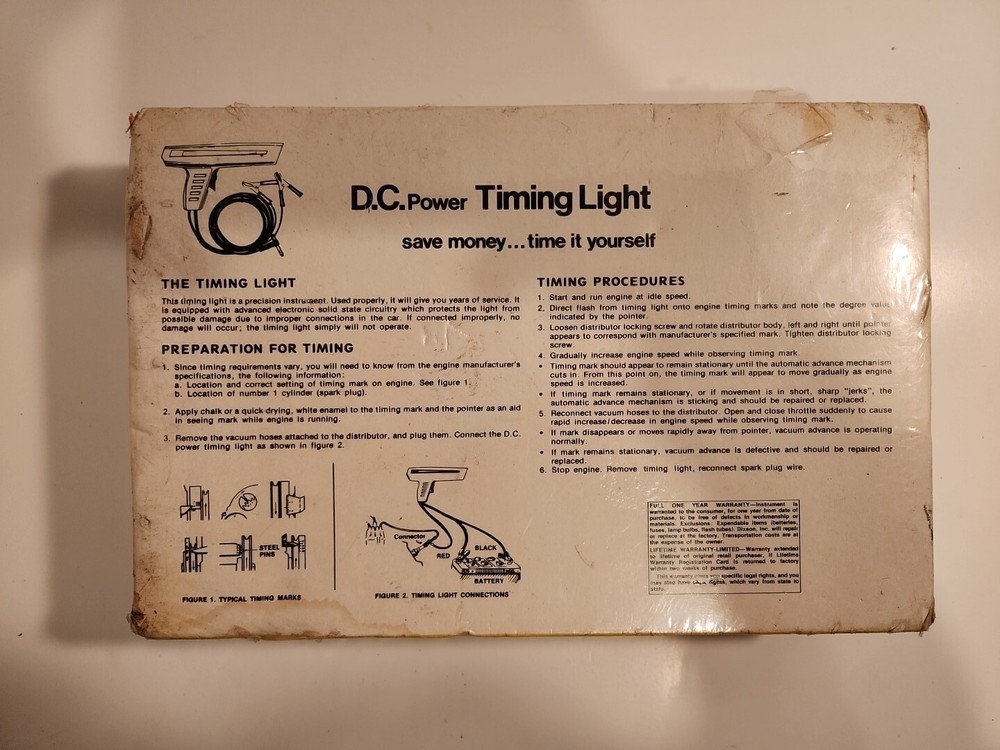 D.C. Power Timing Light
save money...time it yourself
THE TIMING LIGHT
This timing light is a precision instrument. Used properly, it will give you years of service. It
is equipped with advanced electronic solid state circuitry which protects the light from
possible damage due to improper connections in the car. If connected improperly, no
damage will occur; the timing light simply will not operate.
PREPARATION FOR TIMING
1. Since timing requirements vary, you will need to know from the engine manufacturer's
specifications, the following information:
a. Location and correct setting of timing mark on engine. See figure 1.
b. Location of number 1 cylinder (spark plug).
2. Apply chalk or a quick-drying, white enamel to the timing mark and the pointer as an aid
in seeing mark while engine is running.
3. Remove the vacuum hoses attached to the distributor, and plug them. Connect the D.C.
power timing light as shown in figure 2.
STEEL
PINS
FIGURE 1. TYPICAL TIMING MARKS
Connector
RED
BLACK
BATTERY
FIGURE 2. TIMING LIGHT CONNECTIONS
TIMING PROCEDURES
1. Start and run engine at idle speed.
2. Direct flash from timing light onto engine timing marks and note the degree value
indicated by the pointer.
3. Loosen distributor locking screw and rotate distributor body, left and right until pointer
appears to correspond with manufacturer's specified mark. Tighten distributor locking
screw.
4. Gradually increase engine speed while observing timing mark.
• Timing mark should appear to remain stationary until the automatic advance mechanism
cuts in. From this point on, the timing mark will appear to move gradually as engine
speed is increased.
• If timing mark remains stationary, or if movement is in short, sharp "jerks", the
automatic advance mechanism is sticking and should be repaired or replaced.
5. Reconnect vacuum hoses to the distributor. Open and close throttle suddenly to cause
rapid increase/decrease in engine speed while observing timing mark.
• If mark disappears or moves rapidly away from pointer, vacuum advance is operating
normally.
• If mark remains stationary, vacuum advance is defective and should be repaired or
replaced.
6. Stop engine. Remove timing light, reconnect spark plug wire.
FULL ONE YEAR WARRANTY—Instrument is
warranted to the consumer, for one year from date of
purchase, to be free of defects in workmanship or
materials. Exclusions: Expendable items (batteries,
fuses, lamp bulbs, flash tubes). Dixson, Inc. will repair
or replace at the factory. Transportation costs are at
the expense of the owner.
LIFETIME WARRANTY-LIMITED—Warranty extended
to lifetime of original retail purchaser, if Lifetime
Warranty Registration Card is returned to factory
within two weeks of purchase.
This warranty gives you specific legal rights, and you
may also have rights, which vary from state to
state.